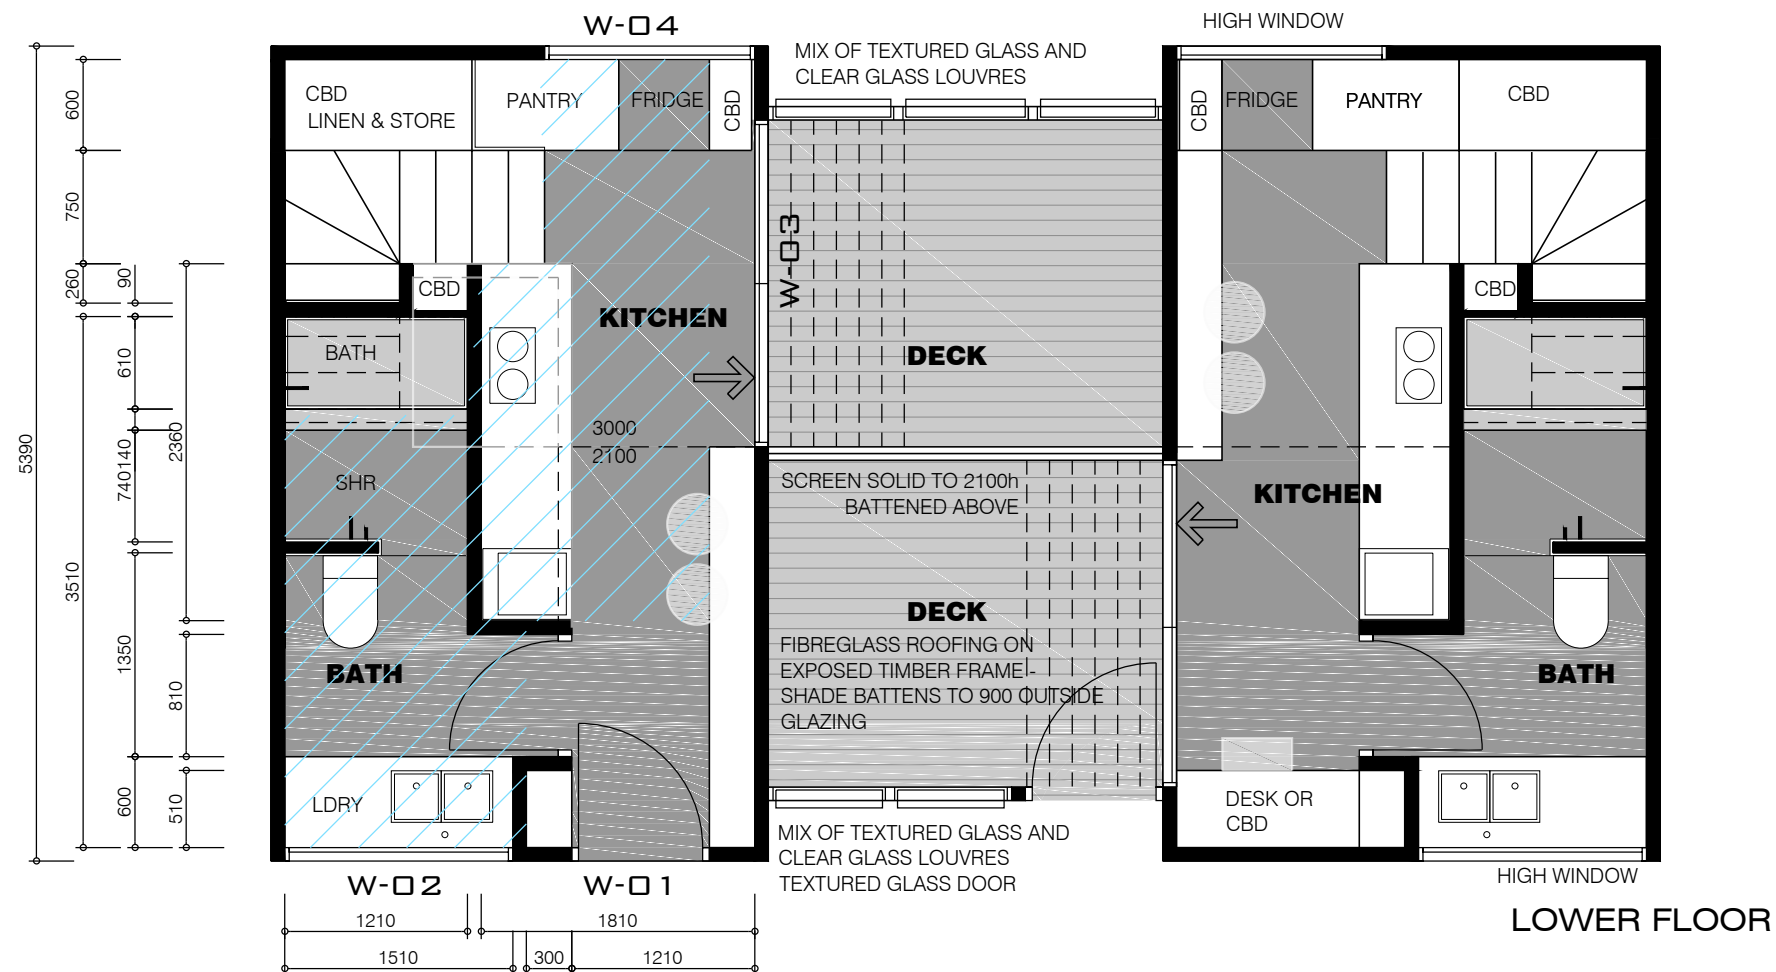 W-04
HIGH WINDOW
MIX OF TEXTURED GLASS AND
CLEAR GLASS LOUVRES
CBD
LINEN & STORE
PANTRY
FRIDGE
CBD
CBD
FRIDGE
PANTRY
CBD
600
750
260
90
W-03
CBD
CBD
KITCHEN
DECK
BATH
610
5390
2360
140
740
3000
2100
SHR
SCREEN SOLID TO 2100h
BATTENED ABOVE
KITCHEN
3510
DECK
FIBREGLASS ROOFING ON
EXPOSED TIMBER FRAME -
SHADE BATTENS TO 900 OUTSIDE
GLAZING
1350
810
BATH
BATH
LDRY
600
510
DESK OR
CBD
MIX OF TEXTURED GLASS AND
CLEAR GLASS LOUVRES
TEXTURED GLASS DOOR
W-02
W-01
HIGH WINDOW
1210
1810
LOWER FLOOR
1510
300
1210